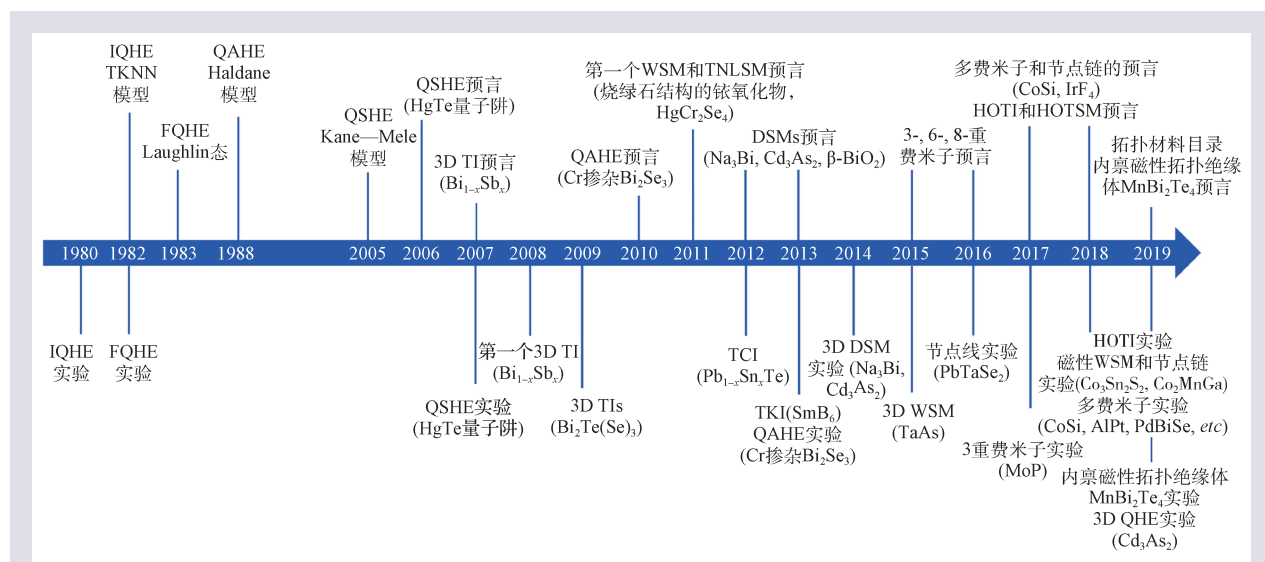 IQHE
TKNN
模型
FQHE
Laughlin态
QAHE
Haldane
模型
QSHE
Kane—Mele
模型
QSHE预言
(HgTe量子阱)
3D TI预言
(Bi₁₋ₓSbₓ)
QAHE预言
(Cr掺杂Bi₂Se₃)
第一个WSM和TNLSM预言
(烧绿石结构的铱氧化物，
HgCr₂Se₄)
DSMs预言
(Na₃Bi, Cd₃As₂, β-BiO₂)
3-, 6-, 8-重
费米子预言
多费米子和节点链的预言
(CoSi, IrF₄)
HOTI和HOTSM预言
拓扑材料目录
内禀磁性拓扑绝缘
体MnBi₂Te₄预言
1980 1982 1983 1988 2005 2006 2007 2008 2009 2010 2011 2012 2013 2014 2015 2016 2017 2018 2019
IQHE
实验
FQHE
实验
QSHE实验
(HgTe量子阱)
第一个3D TI
(Bi₁₋ₓSbₓ)
3D TIs
(Bi₂Te(Se)₃)
TCI
(Pb₁₋ₓSnₓTe)
TKI(SmB₆)
QAHE实验
(Cr掺杂Bi₂Se₃)
3D DSM
实验 (Na₃Bi,
Cd₃As₂)
3D WSM
(TaAs)
节点线实验
(PbTaSe₂)
3重费米子实验
(MoP)
HOTI实验
磁性WSM和节点链
实验(Co₃Sn₂S₂, Co₂MnGa)
多费米子实验
(CoSi, AlPt, PdBiSe, etc)
内禀磁性拓扑绝缘体
MnBi₂Te₄实验
3D QHE实验
(Cd₃As₂)